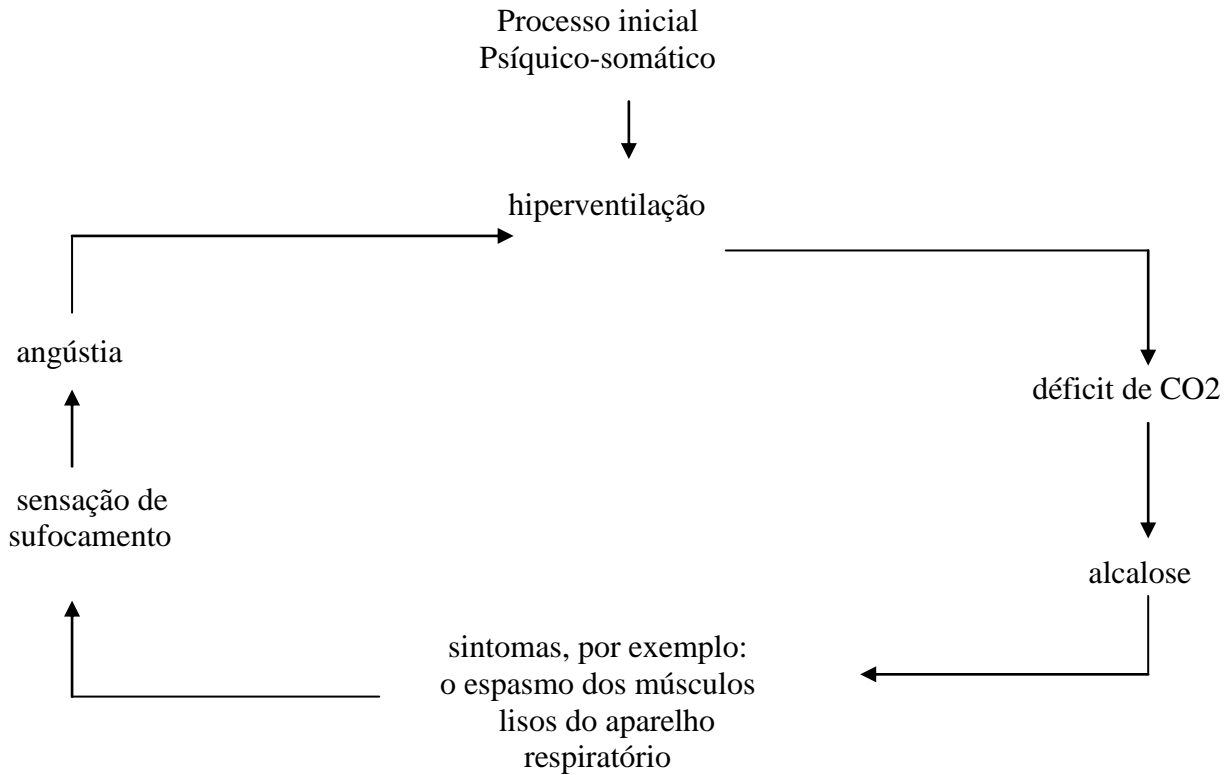 Processo inicial
Psíquico-somático
hiperventilação
angústia
déficit de CO2
sensação de
sufocamento
alcalose
sintomas, por exemplo:
o espasmo dos músculos
lisos do aparelho
respiratório